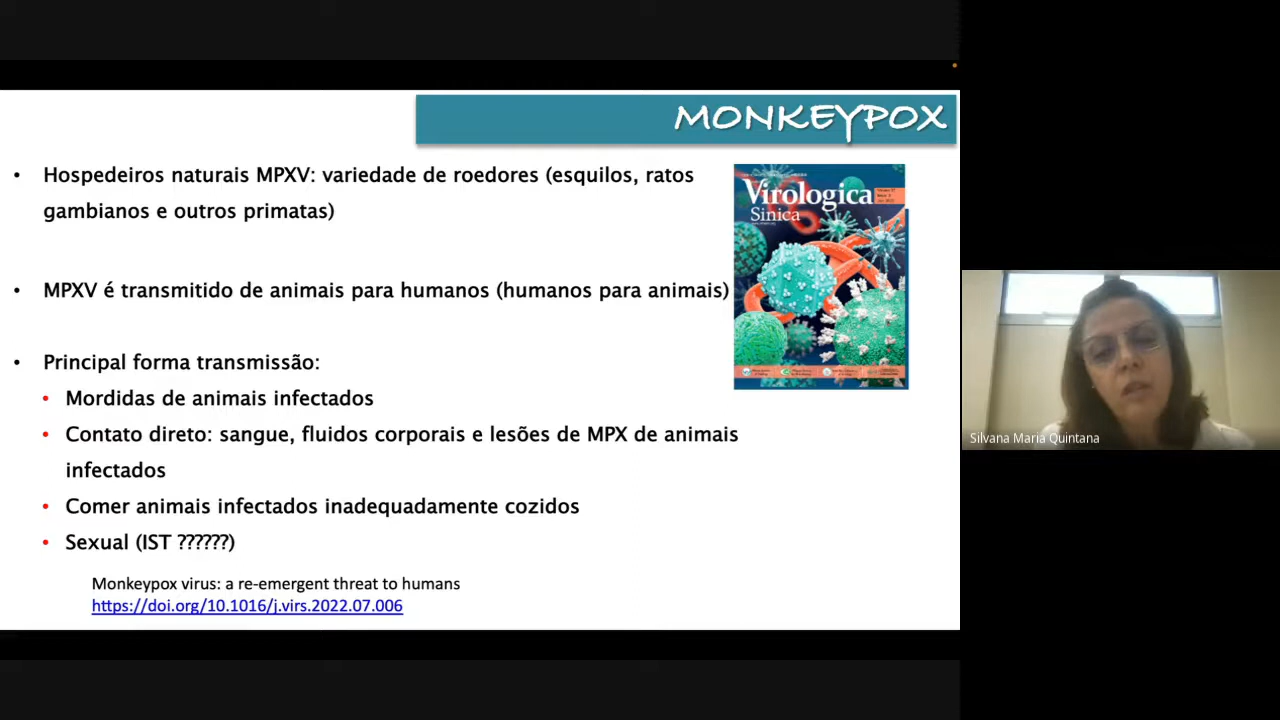 MONKEYPOX
• Hospedeiros naturais MPXV: variedade de roedores (esquilos, ratos
gambianos e outros primatas)
• MPXV é transmitido de animais para humanos (humanos para animais)
• Principal forma transmissão:
• Mordidas de animais infectados
• Contato direto: sangue, fluidos corporais e lesões de MPX de animais
infectados
• Comer animais infectados inadequadamente cozidos
• Sexual (IST ??????)
Monkeypox virus: a re-emergent threat to humans
https://doi.org/10.1016/j.virs.2022.07.006
Virologica
Sinica
Silvana Maria Quintana